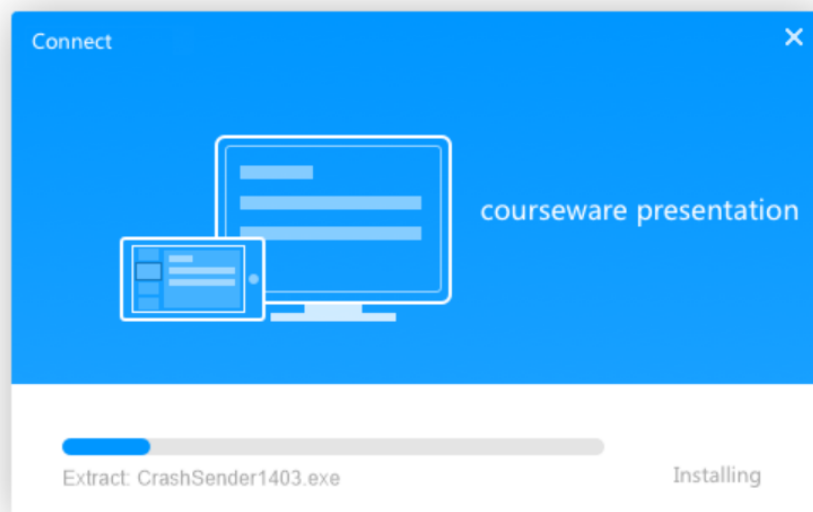 Connect
courseware presentation
Extract: CrashSender1403.exe
Installing